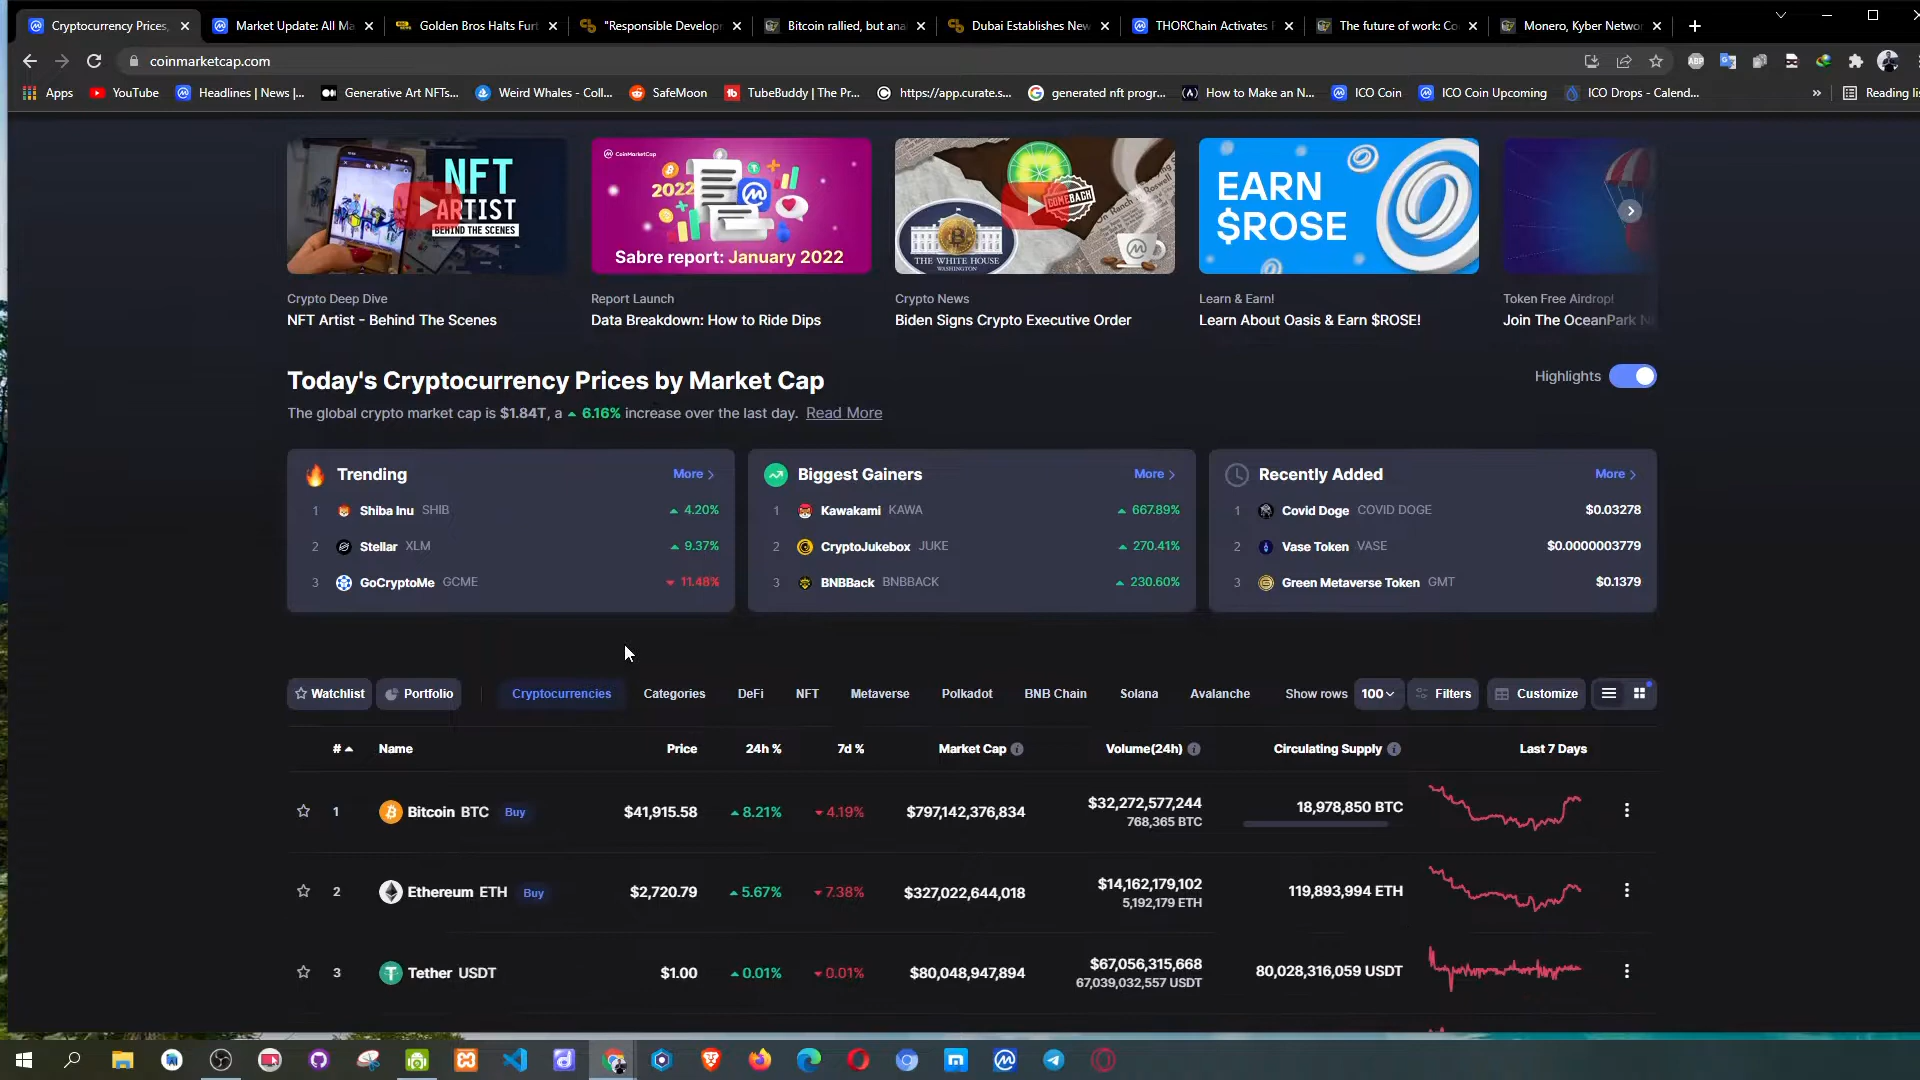 Cryptocurrency Prices,
Market Update: All Ma
Golden Bros Halts Furt
"Responsible Developm
Bitcoin rallied, but anal
Dubai Establishes New
THORChain Activates
The future of work: Co
Monero, Kyber Networ
coinmarketcap.com
ABP
Apps
YouTube
Headlines | News |...
Generative Art NFTs...
Weird Whales - Coll...
SafeMoon
TubeBuddy | The Pr...
https://app.curate.s...
generated nft progr...
How to Make an N...
ICO Coin
ICO Coin Upcoming
ICO Drops - Calend...
»
Reading lis
NFT
ARTIST
BEHIND THE SCENES
CoinMarketCap
2022
Sabre report: January 2022
COMEBACK
THE WHITE HOUSE
WASHINGTON
EARN
$ROSE
Crypto Deep Dive
NFT Artist - Behind The Scenes
Report Launch
Data Breakdown: How to Ride Dips
Crypto News
Biden Signs Crypto Executive Order
Learn & Earn!
Learn About Oasis & Earn $ROSE!
Token Free Airdrop!
Join The OceanPark N
Today's Cryptocurrency Prices by Market Cap
Highlights
The global crypto market cap is $1.84T, a 6.16% increase over the last day. Read More
Trending
More >
1 Shiba Inu SHIB 4.20%
2 Stellar XLM 9.37%
3 GoCryptoMe GCME 11.48%
Biggest Gainers
More >
1 Kawakami KAWA 667.89%
2 CryptoJukebox JUKE 270.41%
3 BNBBack BNBBACK 230.60%
Recently Added
More >
1 Covid Doge COVID DOGE $0.03278
2 Vase Token VASE $0.0000003779
3 Green Metaverse Token GMT $0.1379
Watchlist Portfolio Cryptocurrencies Categories DeFi NFT Metaverse Polkadot BNB Chain Solana Avalanche Show rows 100 Filters Customize
# Name Price 24h % 7d % Market Cap Volume(24h) Circulating Supply Last 7 Days
1 Bitcoin BTC Buy $41,915.58 8.21% 4.19% $797,142,376,834 $32,272,577,244 18,978,850 BTC
768,365 BTC
2 Ethereum ETH Buy $2,720.79 5.67% 7.38% $327,022,644,018 $14,162,179,102 119,893,994 ETH
5,192,179 ETH
3 Tether USDT $1.00 0.01% 0.01% $80,048,947,894 $67,056,315,668 80,028,316,059 USDT
67,039,032,557 USDT